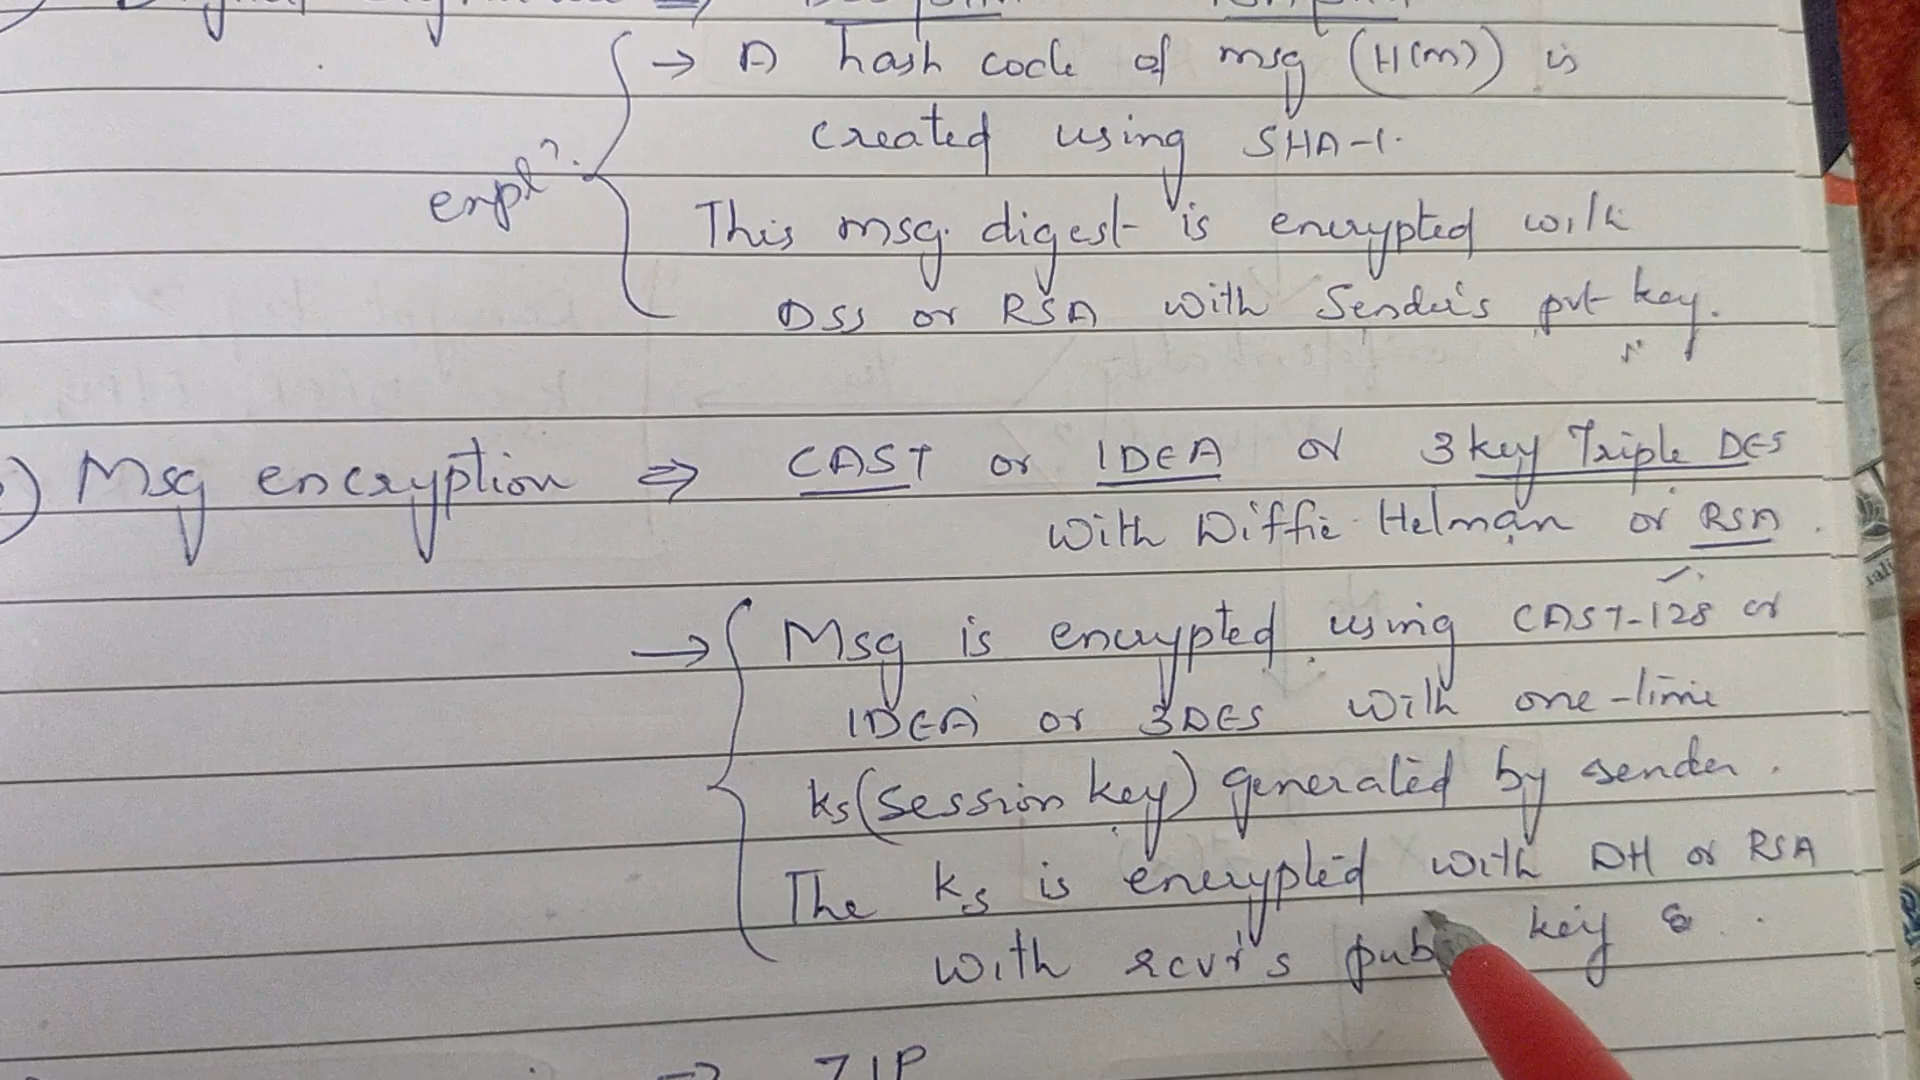 → A hash code of msg (H(m)) is
created using SHA-1.
expln.
This msg. digest is encrypted with
DSS or RSA with Sender's pvt key.
) Msg encryption ⇒ CAST or IDEA or 3 key Triple DES
with Diffie-Helman or RSA.
→ Msg is encrypted using CAST-128 or
IDEA or 3DES with one-time
ks (session key) generated by sender.
The ks is encrypted with DH or RSA
with rcvr's pub key &.
→ ZIP